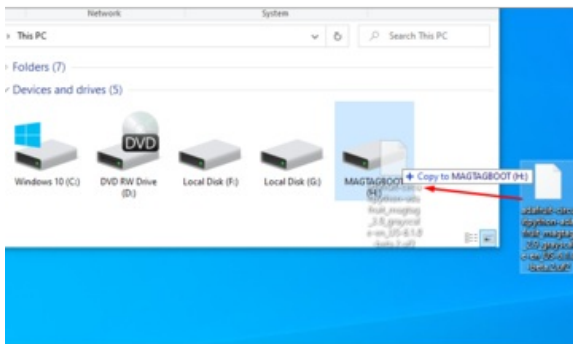 Network System
This PC
Search This PC
Folders (7)
Devices and drives (5)
DVD
Windows 10 (C:)
DVD RW Drive
(D:)
Local Disk (F:)
Local Disk (G:)
MAGTAGBOOT
(H:)
Copy to MAGTAGBOOT (H:)